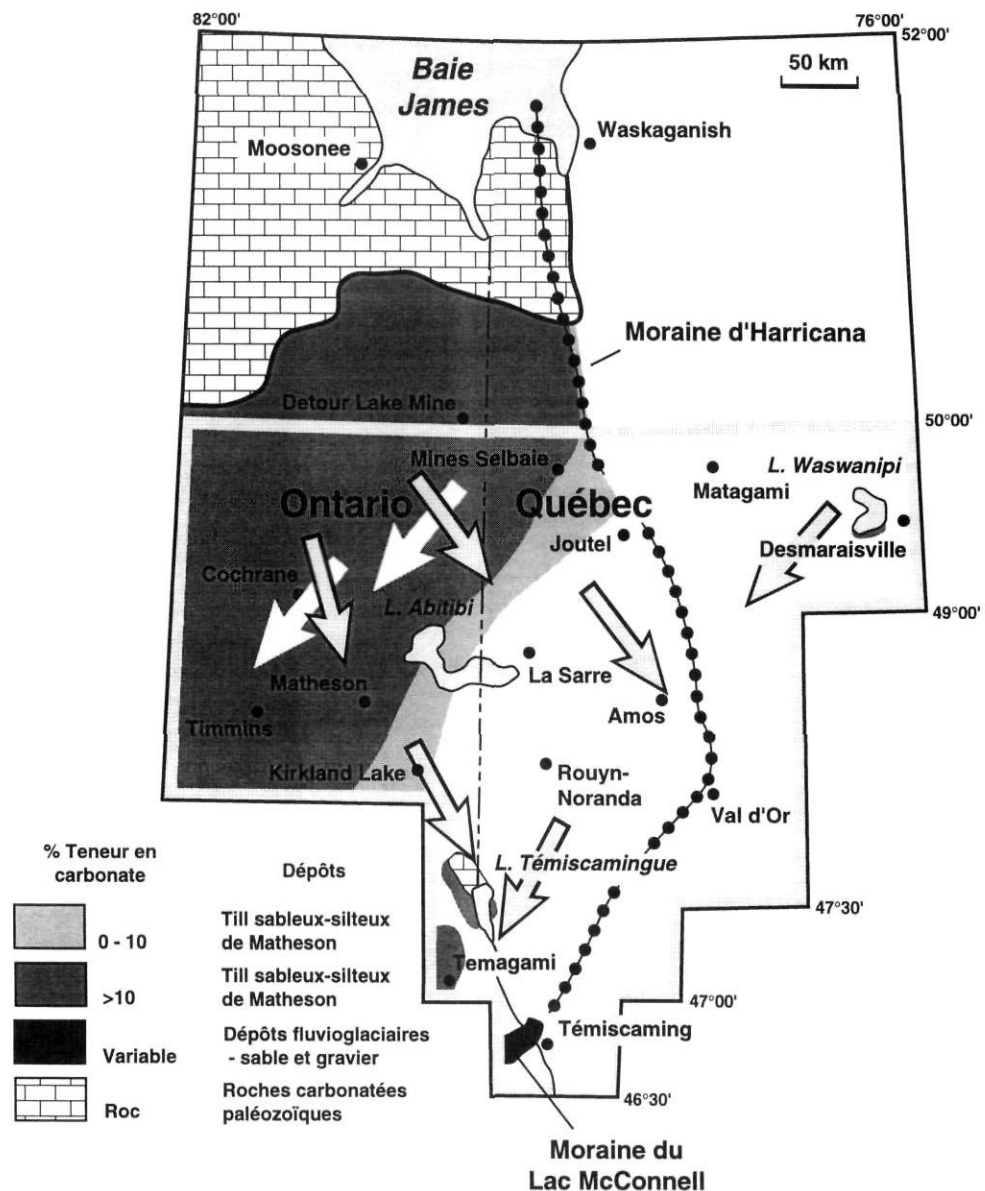 82°00'
76°00'
52°00'
50 km
Baie
James
Waskaganish
Moosonee
Moraine d'Harricana
Detour Lake Mine
50°00'
Mines Selbaie
L. Waswanipi
Matagami
Ontario
Québec
Joutel
Desmaraisville
Cochrane
L. Abitibi
49°00'
La Sarre
Matheson
Amos
Timmins
Kirkland Lake
Rouyn-
Noranda
Val d'Or
L. Témiscamingue
% Teneur en
carbonate
Dépôts
0 - 10
Till sableux-silteux
de Matheson
47°30'
Temagami
>10
Till sableux-silteux
de Matheson
47°00'
Témiscaming
Variable
Dépôts fluvioglaciaires
- sable et gravier
Roc
Roches carbonatées
paléozoïques
46°30'
Moraine du
Lac McConnell